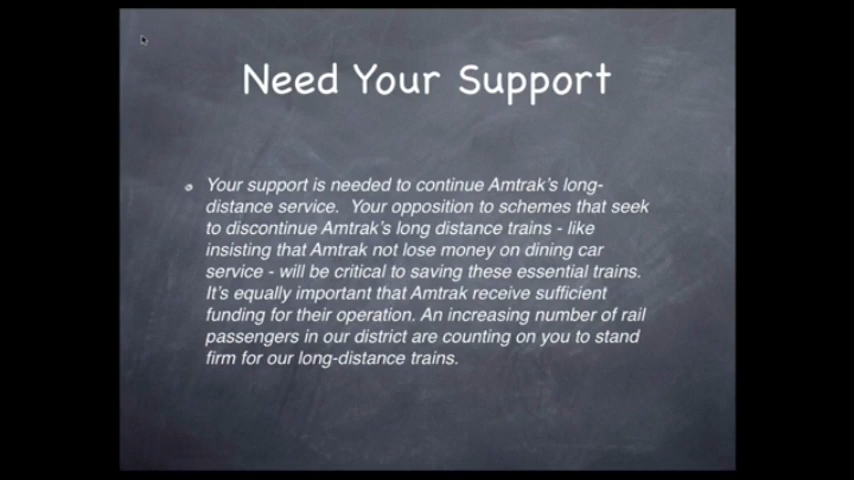 Need Your Support
Your support is needed to continue Amtrak's long-
distance service.  Your opposition to schemes that seek
to discontinue Amtrak's long distance trains - like
insisting that Amtrak not lose money on dining car
service - will be critical to saving these essential trains.
It's equally important that Amtrak receive sufficient
funding for their operation. An increasing number of rail
passengers in our district are counting on you to stand
firm for our long-distance trains.